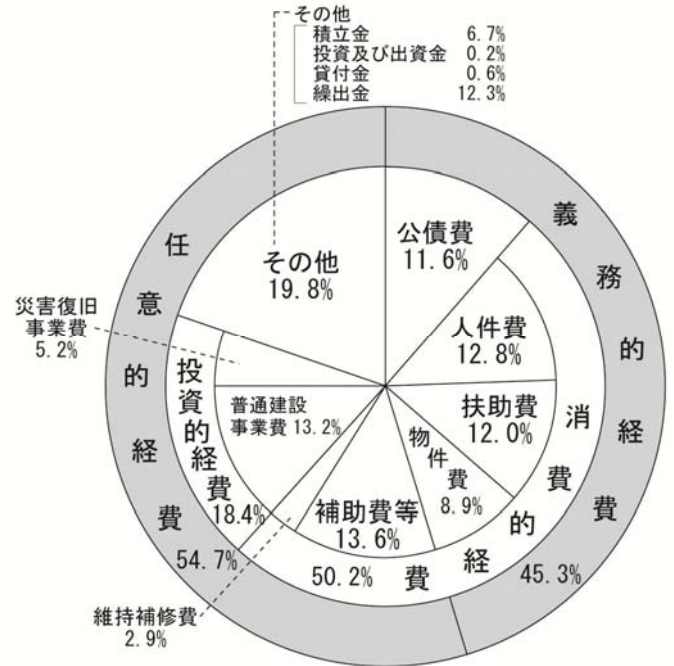 その他
積立金 6.7%
投資及び出資金 0.2%
貸付金 0.6%
繰出金 12.3%
義務的経費
45.3%
任意的経費
54.7%
公債費
11.6%
消費的経費
50.2%
人件費
12.8%
扶助費
12.0%
物件費
8.9%
補助費等
13.6%
維持補修費
2.9%
投資的経費
18.4%
普通建設
事業費 13.2%
災害復旧
事業費
5.2%
その他
19.8%